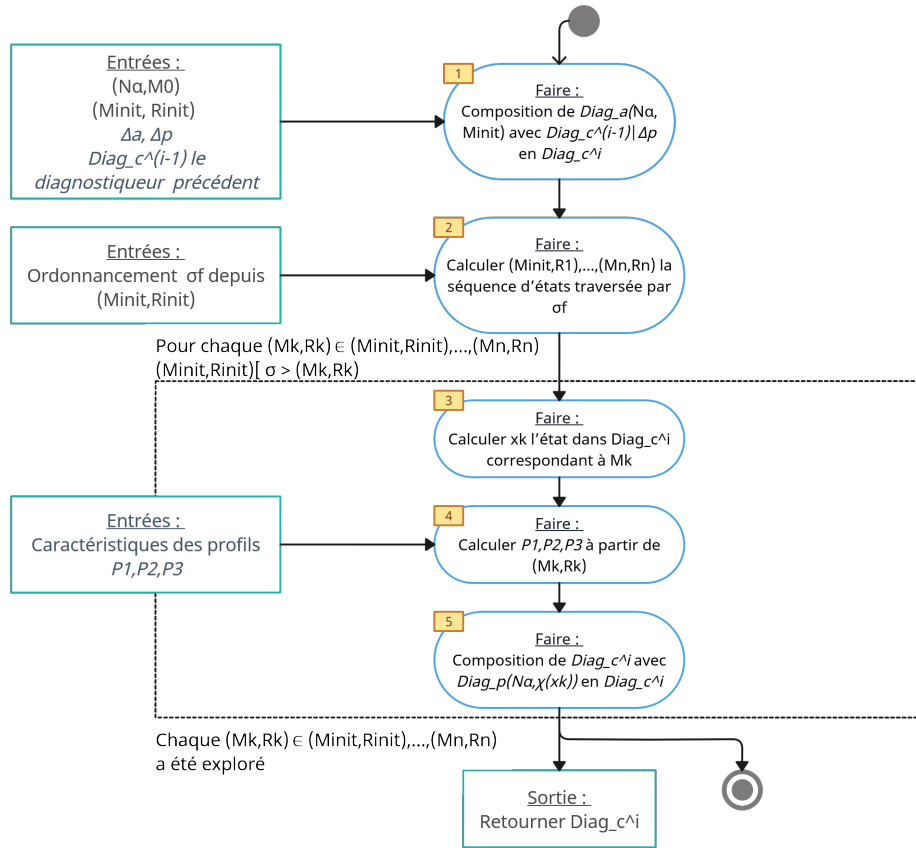 Entrées :
(Nα,M0)
(Minit, Rinit)
Δa, Δp
Diag_c^(i-1) le
diagnostiqueur précédent
1
Faire :
Composition de Diag_a(Nα,
Minit) avec Diag_c^(i-1)|Δp
en Diag_c^i
Entrées :
Ordonnancement σf depuis
(Minit,Rinit)
2
Faire :
Calculer (Minit,R1),...,(Mn,Rn) la
séquence d'états traversée par
σf
Pour chaque (Mk,Rk) ∈ (Minit,Rinit),...,(Mn,Rn)
(Minit,Rinit)[ σ > (Mk,Rk)
3
Faire :
Calculer xk l'état dans Diag_c^i
correspondant à Mk
Entrées :
Caractéristiques des profils
P1,P2,P3
4
Faire :
Calculer P1,P2,P3 à partir de
(Mk,Rk)
5
Faire :
Composition de Diag_c^i avec
Diag_p(Nα,χ(xk)) en Diag_c^i
Chaque (Mk,Rk) ∈ (Minit,Rinit),...,(Mn,Rn)
a été exploré
Sortie :
Retourner Diag_c^i